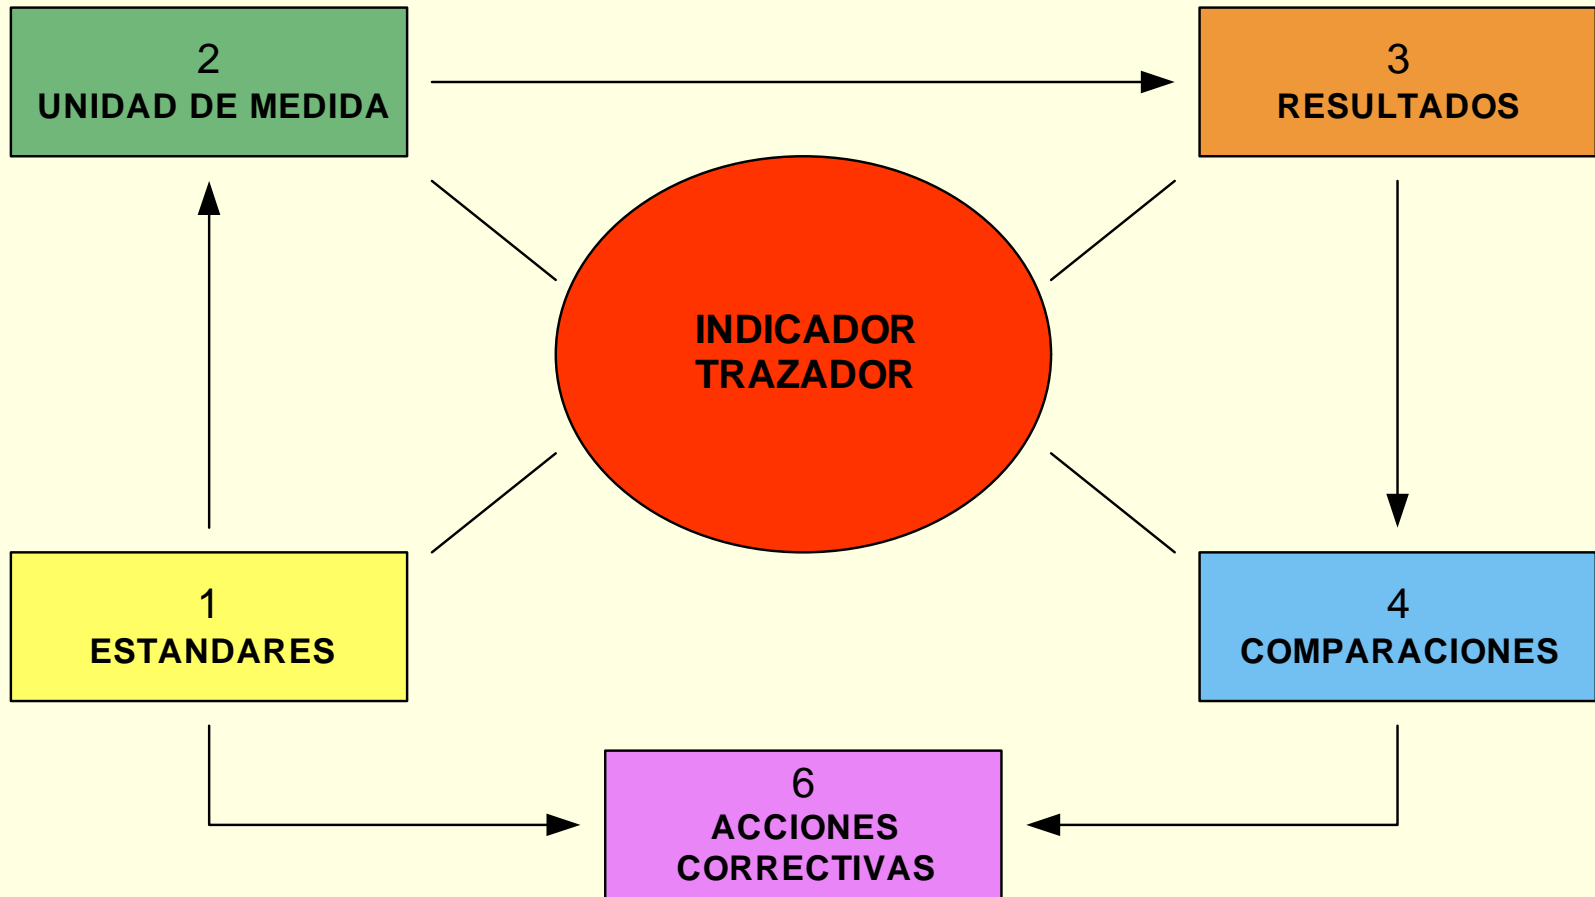 2
UNIDAD DE MEDIDA
3
RESULTADOS
INDICADOR
TRAZADOR
1
ESTANDARES
4
COMPARACIONES
6
ACCIONES
CORRECTIVAS